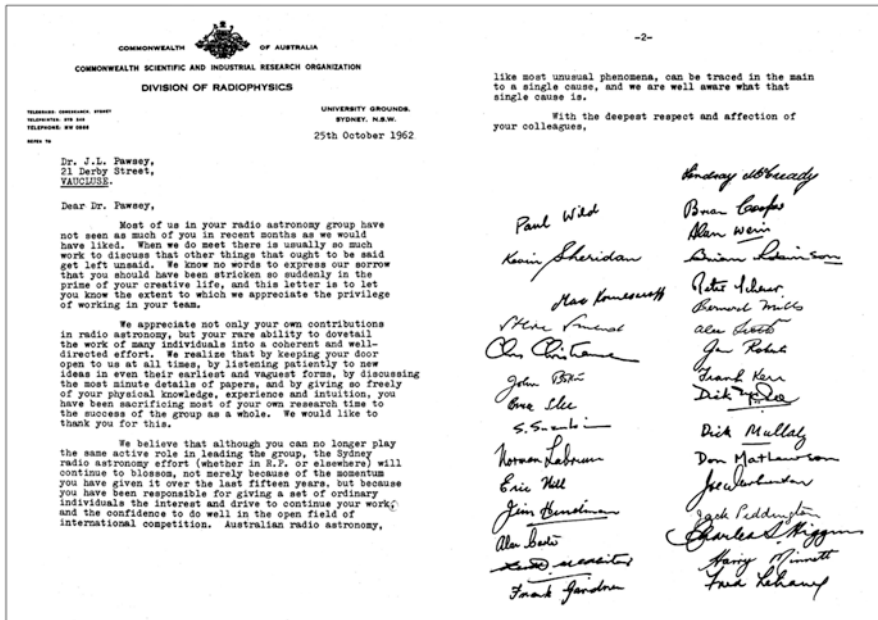 COMMONWEALTH OF AUSTRALIA
COMMONWEALTH SCIENTIFIC AND INDUSTRIAL RESEARCH ORGANIZATION
DIVISION OF RADIOPHYSICS
UNIVERSITY GROUNDS,
SYDNEY, N.S.W.
25th October 1962
Dr. J.L. Pawsey,
21 Derby Street,
VAUCLUSE.
Dear Dr. Pawsey,
Most of us in your radio astronomy group have
not seen as much of you in recent months as we would
have liked. When we do meet there is usually so much
work to discuss that other things that ought to be said
get left unsaid. We know no words to express our sorrow
that you should have been stricken so suddenly in the
prime of your creative life, and this letter is to let
you know the extent to which we appreciate the privilege
of working in your team.
We appreciate not only your own contributions
in radio astronomy, but your rare ability to dovetail
the work of many individuals into a coherent and well-
directed effort. We realize that by keeping your door
open to us at all times, by listening patiently to new
ideas in even their earliest and vaguest forms, by discussing
the most minute details of papers, and by giving so freely
of your physical knowledge, experience and intuition, you
have been sacrificing most of your own research time to
the success of the group as a whole. We would like to
thank you for this.
We believe that although you can no longer play
the same active role in leading the group, the Sydney
radio astronomy effort (whether in R.P. or elsewhere) will
continue to blossom, not merely because of the momentum
you have given it over the last fifteen years, but because
you have been responsible for giving a set of ordinary
individuals the interest and drive to continue your work,
and the confidence to do well in the open field of
international competition. Australian radio astronomy,
-2-
like most unusual phenomena, can be traced in the main
to a single cause, and we are well aware what that
single cause is.
With the deepest respect and affection of
your colleagues,
Paul Wild
Kevin Sheridan
Max Komesaroff
John Bolton
Bruce Slee
Norman Labrum
Eric Hill
Jim Hindman
Frank Gardner
Lindsay McCready
Brian Cooper
Alan Weir
Brian Robinson
Peter Scheuer
Bernard Mills
Jim Roberts
Frank Kerr
Dick McGee
Dick Mullaly
Don Mathewson
Jack Piddington
Charles S. Higgins
Harry Minnett
Fred Lehany